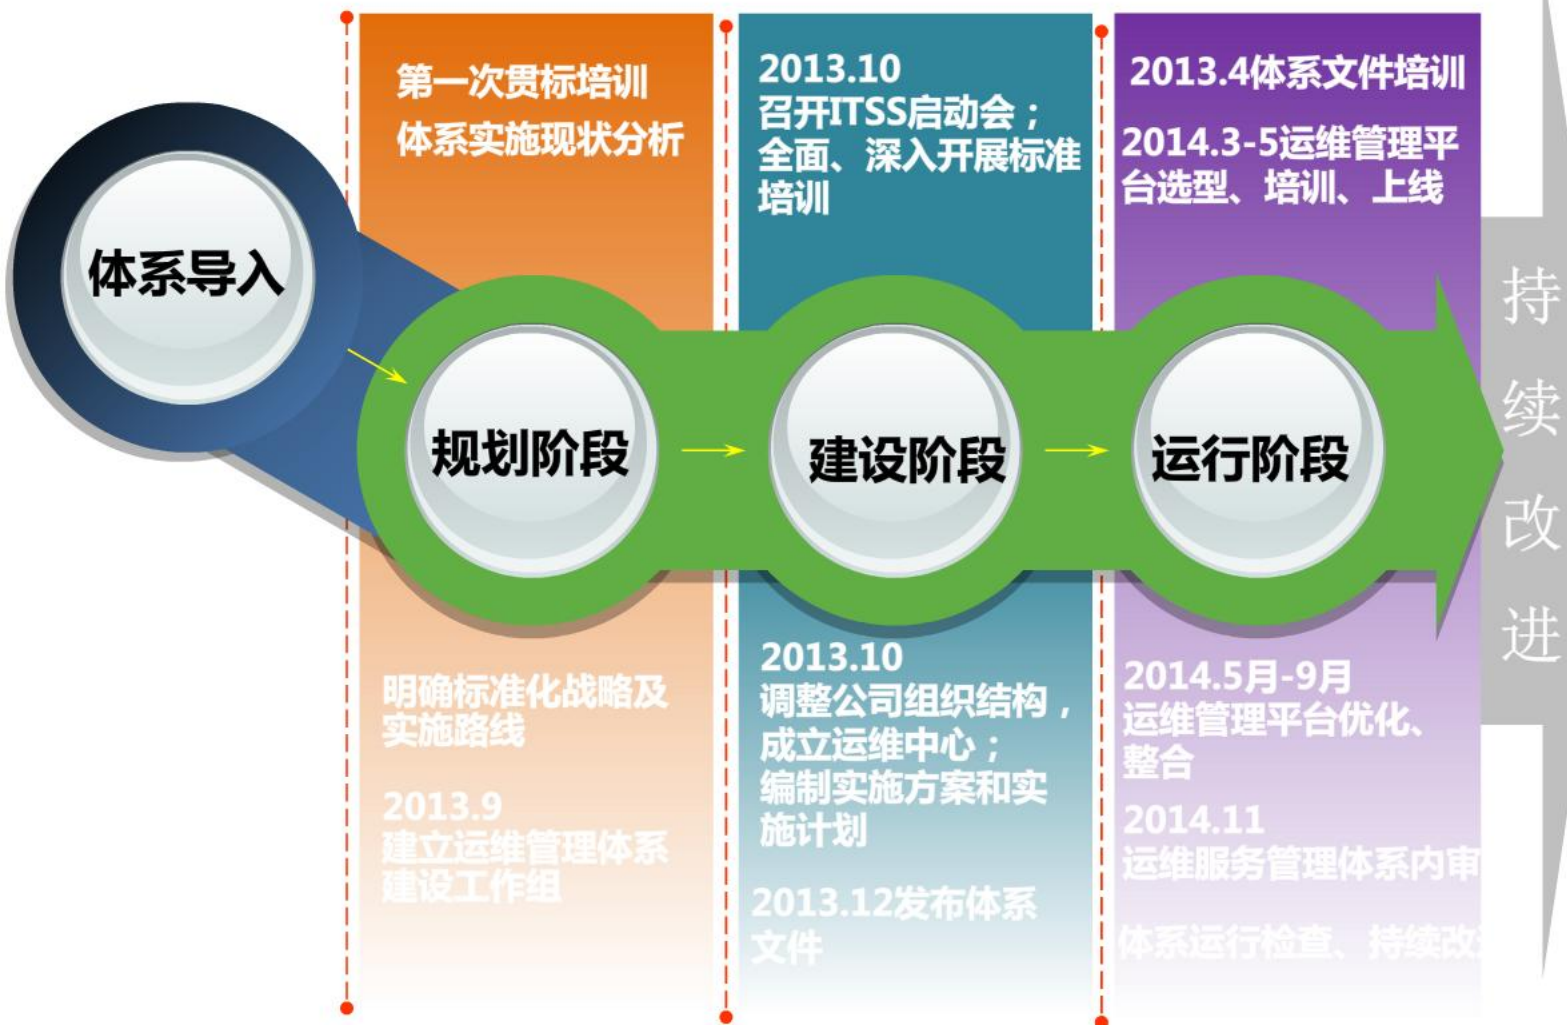 体系导入
第一次贯标培训
体系实施现状分析
规划阶段
明确标准化战略及
实施路线
2013.9
建立运维管理体系
建设工作组
2013.10
召开ITSS启动会；
全面、深入开展标准
培训
建设阶段
2013.10
调整公司组织结构，
成立运维中心；
编制实施方案和实
施计划
2013.12发布体系
文件
2013.4体系文件培训
2014.3-5运维管理平
台选型、培训、上线
运行阶段
2014.5月-9月
运维管理平台优化、
整合
2014.11
运维服务管理体系内审
体系运行检查、持续改
持
续
改
进